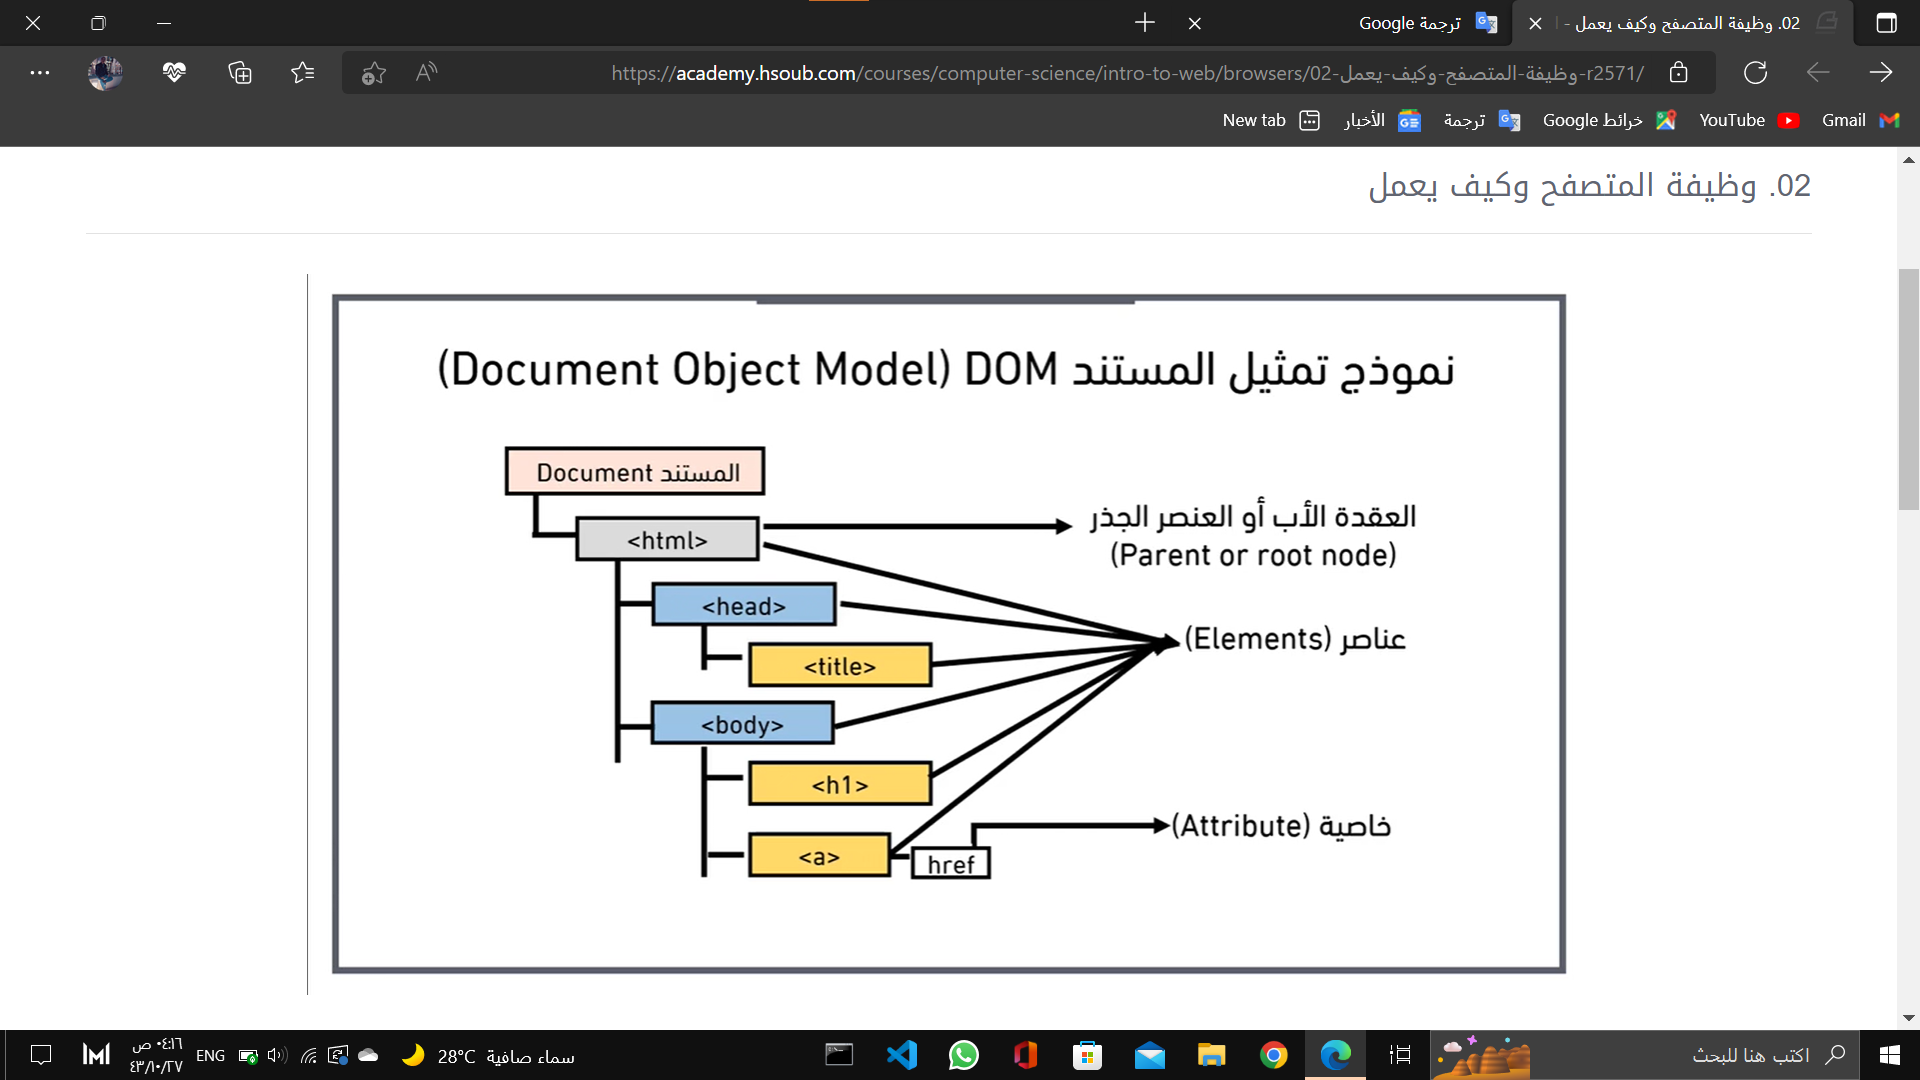 02. وظيفة المتصفح وكيف يعمل -
ترجمة Google
https://academy.hsoub.com/courses/computer-science/intro-to-web/browsers/02-وظيفة-المتصفح-وكيف-يعمل-r2571/
Gmail
YouTube
خرائط Google
ترجمة
الأخبار
New tab
02. وظيفة المتصفح وكيف يعمل
نموذج تمثيل المستند DOM (Document Object Model)
المستند Document
<html>
العقدة الأب أو العنصر الجذر
(Parent or root node)
<head>
عناصر (Elements)
<title>
<body>
<h1>
خاصية (Attribute)
<a>
href
اكتب هنا للبحث
28°C سماء صافية
ENG
٠٤:١٦ ص
٤٣/١٠/٢٧